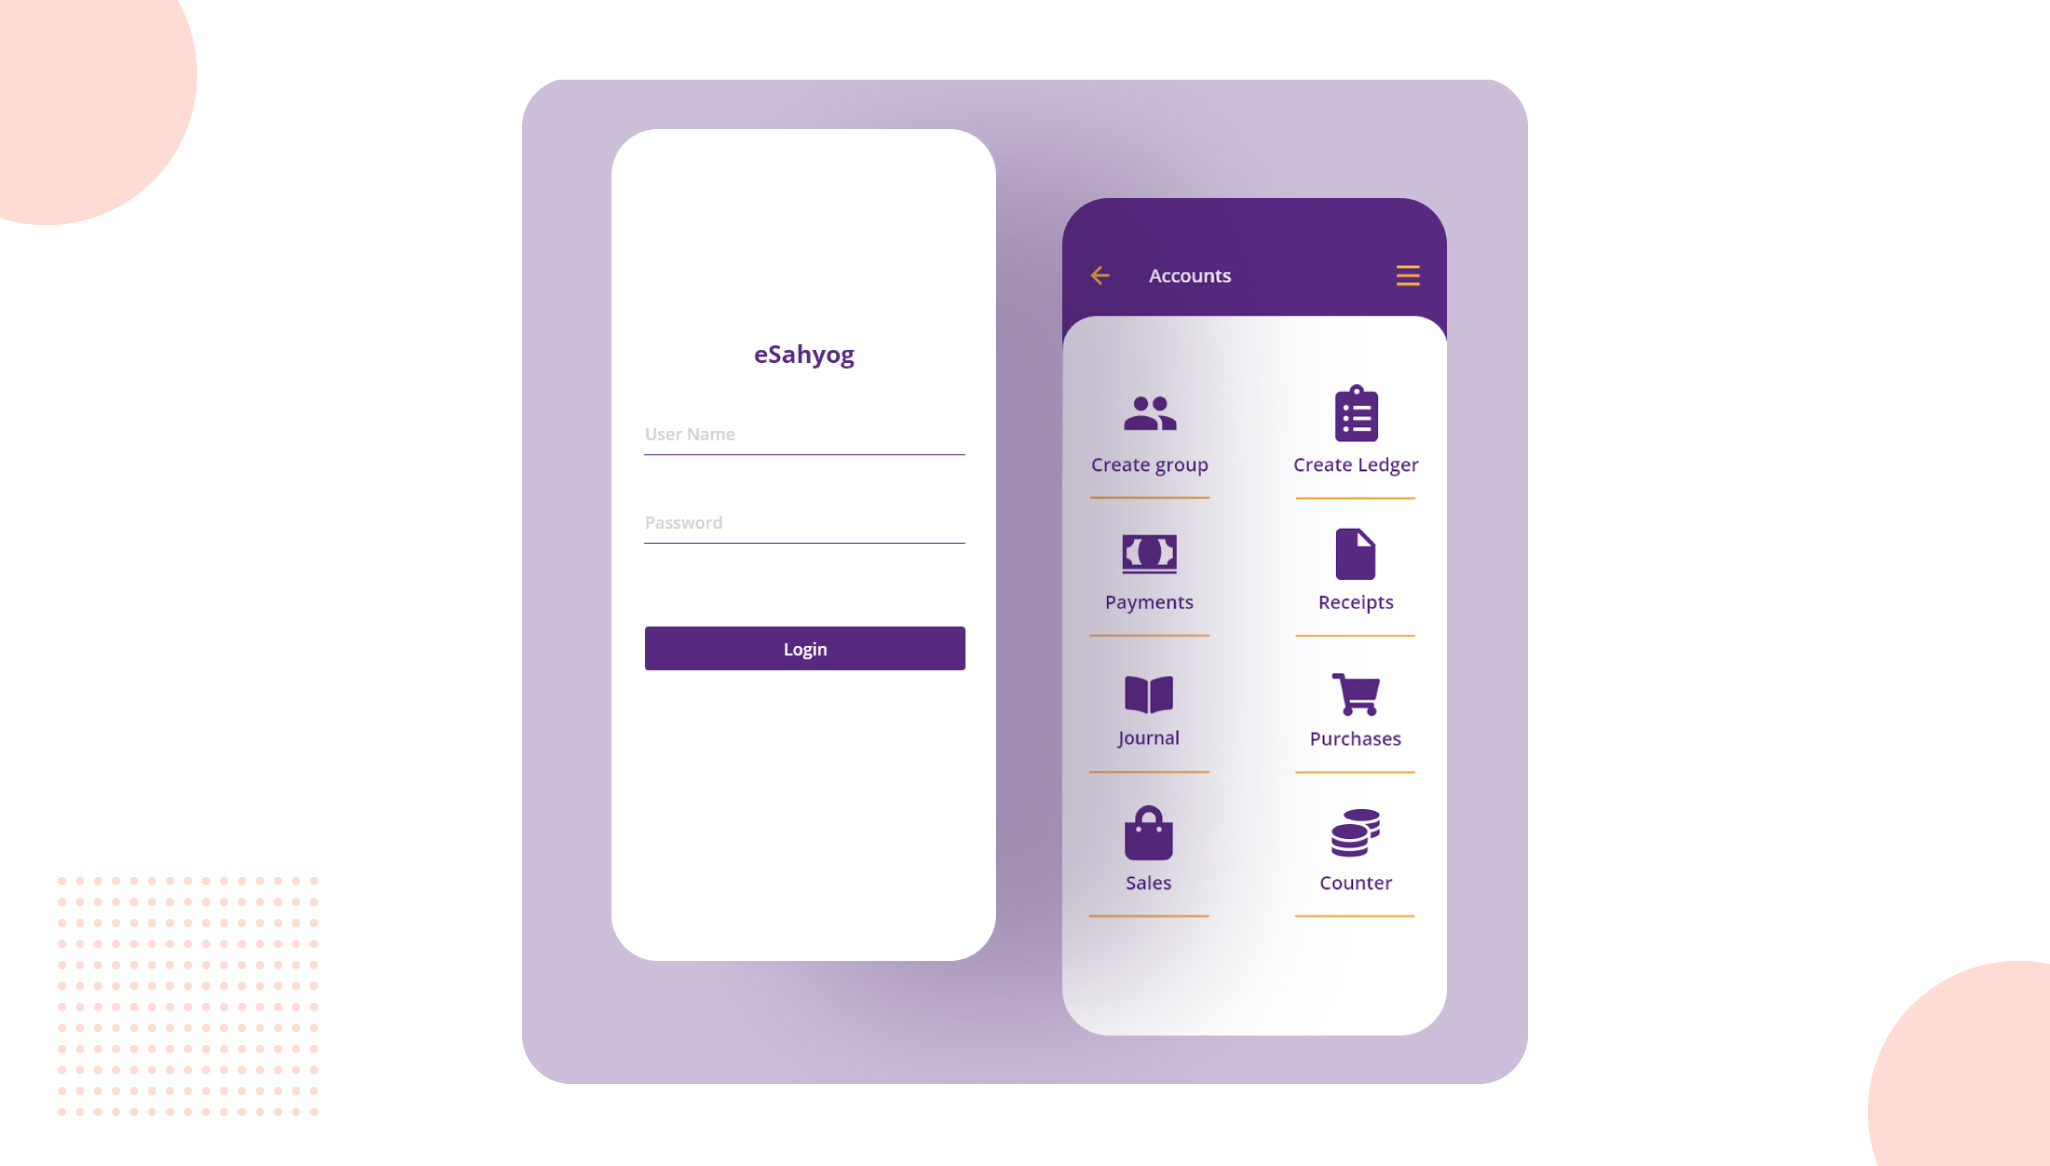 eSahyog
User Name
Password
Login
Accounts
Create group
Create Ledger
Payments
Receipts
Journal
Purchases
Sales
Counter